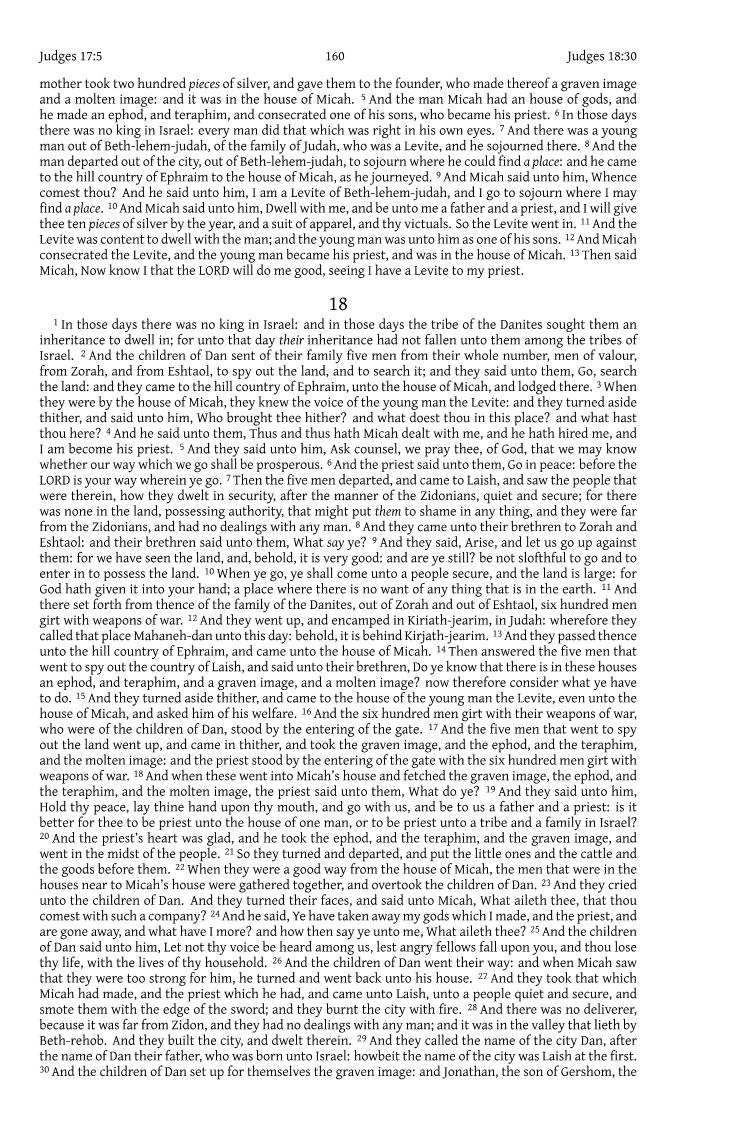 Judges 17:5 160 Judges 18:30
mother took two hundred pieces of silver, and gave them to the founder, who made thereof a graven image
and a molten image: and it was in the house of Micah. 5 And the man Micah had an house of gods, and
he made an ephod, and teraphim, and consecrated one of his sons, who became his priest. 6 In those days
there was no king in Israel: every man did that which was right in his own eyes. 7 And there was a young
man out of Beth-lehem-judah, of the family of Judah, who was a Levite, and he sojourned there. 8 And the
man departed out of the city, out of Beth-lehem-judah, to sojourn where he could find a place: and he came
to the hill country of Ephraim to the house of Micah, as he journeyed. 9 And Micah said unto him, Whence
comest thou? And he said unto him, I am a Levite of Beth-lehem-judah, and I go to sojourn where I may
find a place. 10 And Micah said unto him, Dwell with me, and be unto me a father and a priest, and I will give
thee ten pieces of silver by the year, and a suit of apparel, and thy victuals. So the Levite went in. 11 And the
Levite was content to dwell with the man; and the young man was unto him as one of his sons. 12 And Micah
consecrated the Levite, and the young man became his priest, and was in the house of Micah. 13 Then said
Micah, Now know I that the LORD will do me good, seeing I have a Levite to my priest.
18
1 In those days there was no king in Israel: and in those days the tribe of the Danites sought them an
inheritance to dwell in; for unto that day their inheritance had not fallen unto them among the tribes of
Israel. 2 And the children of Dan sent of their family five men from their whole number, men of valour,
from Zorah, and from Eshtaol, to spy out the land, and to search it; and they said unto them, Go, search
the land: and they came to the hill country of Ephraim, unto the house of Micah, and lodged there. 3 When
they were by the house of Micah, they knew the voice of the young man the Levite: and they turned aside
thither, and said unto him, Who brought thee hither? and what doest thou in this place? and what hast
thou here? 4 And he said unto them, Thus and thus hath Micah dealt with me, and he hath hired me, and
I am become his priest. 5 And they said unto him, Ask counsel, we pray thee, of God, that we may know
whether our way which we go shall be prosperous. 6 And the priest said unto them, Go in peace: before the
LORD is your way wherein ye go. 7 Then the five men departed, and came to Laish, and saw the people that
were therein, how they dwelt in security, after the manner of the Zidonians, quiet and secure; for there
was none in the land, possessing authority, that might put them to shame in any thing, and they were far
from the Zidonians, and had no dealings with any man. 8 And they came unto their brethren to Zorah and
Eshtaol: and their brethren said unto them, What say ye? 9 And they said, Arise, and let us go up against
them: for we have seen the land, and, behold, it is very good: and are ye still? be not slothful to go and to
enter in to possess the land. 10 When ye go, ye shall come unto a people secure, and the land is large: for
God hath given it into your hand; a place where there is no want of any thing that is in the earth. 11 And
there set forth from thence of the family of the Danites, out of Zorah and out of Eshtaol, six hundred men
girt with weapons of war. 12 And they went up, and encamped in Kiriath-jearim, in Judah: wherefore they
called that place Mahaneh-dan unto this day: behold, it is behind Kirjath-jearim. 13 And they passed thence
unto the hill country of Ephraim, and came unto the house of Micah. 14 Then answered the five men that
went to spy out the country of Laish, and said unto their brethren, Do ye know that there is in these houses
an ephod, and teraphim, and a graven image, and a molten image? now therefore consider what ye have
to do. 15 And they turned aside thither, and came to the house of the young man the Levite, even unto the
house of Micah, and asked him of his welfare. 16 And the six hundred men girt with their weapons of war,
who were of the children of Dan, stood by the entering of the gate. 17 And the five men that went to spy
out the land went up, and came in thither, and took the graven image, and the ephod, and the teraphim,
and the molten image: and the priest stood by the entering of the gate with the six hundred men girt with
weapons of war. 18 And when these went into Micah's house and fetched the graven image, the ephod, and
the teraphim, and the molten image, the priest said unto them, What do ye? 19 And they said unto him,
Hold thy peace, lay thine hand upon thy mouth, and go with us, and be to us a father and a priest: is it
better for thee to be priest unto the house of one man, or to be priest unto a tribe and a family in Israel?
20 And the priest's heart was glad, and he took the ephod, and the teraphim, and the graven image, and
went in the midst of the people. 21 So they turned and departed, and put the little ones and the cattle and
the goods before them. 22 When they were a good way from the house of Micah, the men that were in the
houses near to Micah's house were gathered together, and overtook the children of Dan. 23 And they cried
unto the children of Dan. And they turned their faces, and said unto Micah, What aileth thee, that thou
comest with such a company? 24 And he said, Ye have taken away my gods which I made, and the priest, and
are gone away, and what have I more? and how then say ye unto me, What aileth thee? 25 And the children
of Dan said unto him, Let not thy voice be heard among us, lest angry fellows fall upon you, and thou lose
thy life, with the lives of thy household. 26 And the children of Dan went their way: and when Micah saw
that they were too strong for him, he turned and went back unto his house. 27 And they took that which
Micah had made, and the priest which he had, and came unto Laish, unto a people quiet and secure, and
smote them with the edge of the sword; and they burnt the city with fire. 28 And there was no deliverer,
because it was far from Zidon, and they had no dealings with any man; and it was in the valley that lieth by
Beth-rehob. And they built the city, and dwelt therein. 29 And they called the name of the city Dan, after
the name of Dan their father, who was born unto Israel: howbeit the name of the city was Laish at the first.
30 And the children of Dan set up for themselves the graven image: and Jonathan, the son of Gershom, the